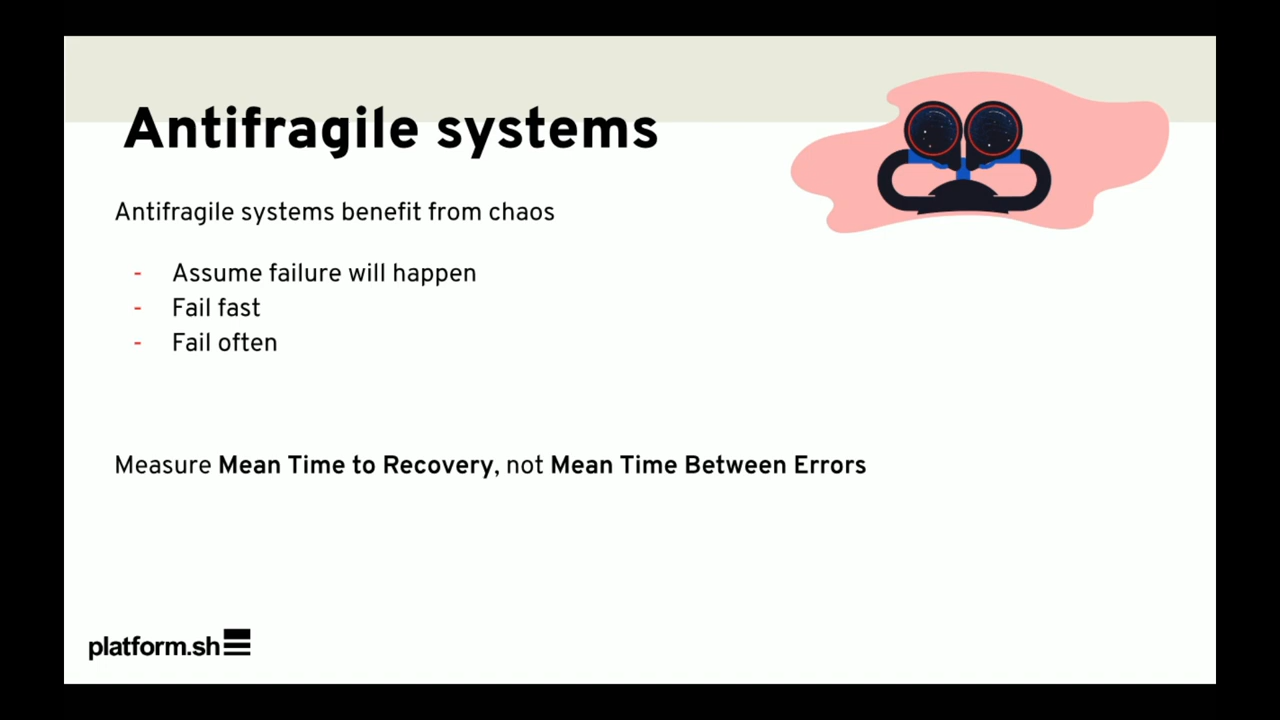 Antifragile systems
Antifragile systems benefit from chaos
- Assume failure will happen
- Fail fast
- Fail often
Measure Mean Time to Recovery, not Mean Time Between Errors
platform.sh